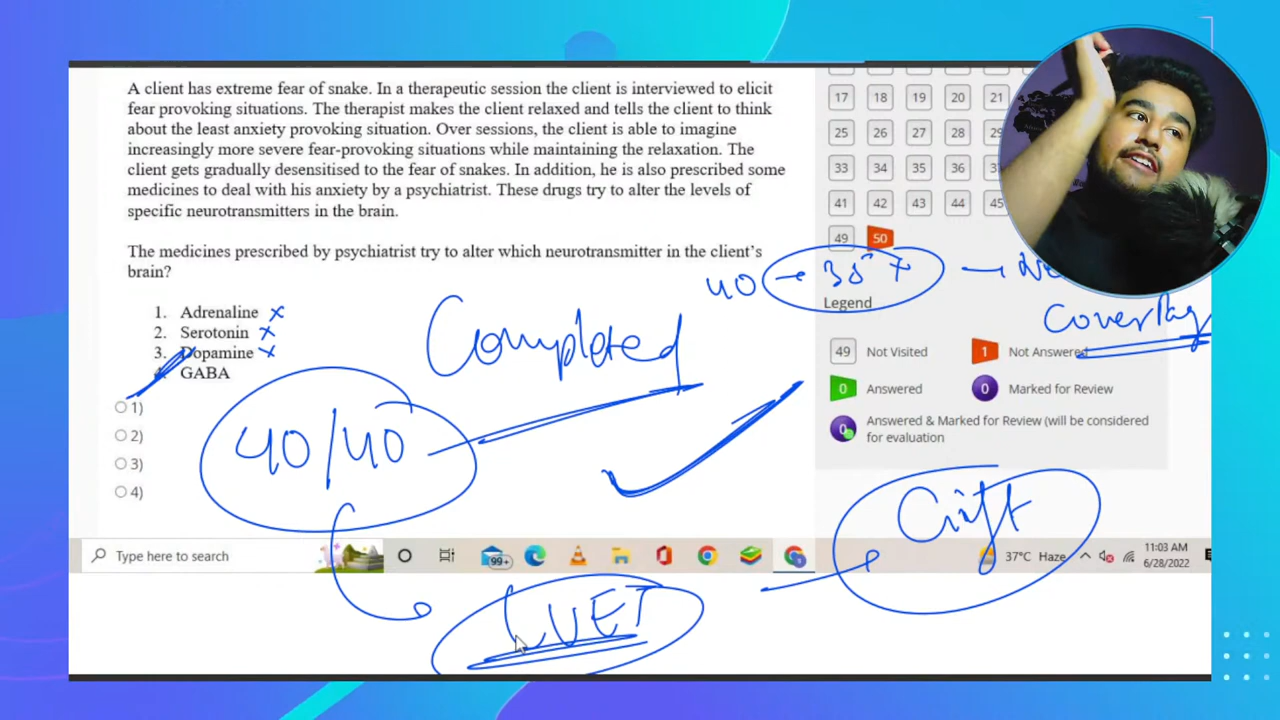 A client has extreme fear of snake. In a therapeutic session the client is interviewed to elicit
fear provoking situations. The therapist makes the client relaxed and tells the client to think
about the least anxiety provoking situation. Over sessions, the client is able to imagine
increasingly more severe fear-provoking situations while maintaining the relaxation. The
client gets gradually desensitised to the fear of snakes. In addition, he is also prescribed some
medicines to deal with his anxiety by a psychiatrist. These drugs try to alter the levels of
specific neurotransmitters in the brain.
The medicines prescribed by psychiatrist try to alter which neurotransmitter in the client's
brain?
1. Adrenaline x
2. Serotonin x
3. Dopamine x
GABA
1)
2)
3)
4)
Completed
40/40
17 18 19 20 21
25 26 27 28 29
33 34 35 36
41 42 43 44 45
49 50
40
Legend
49 Not Visited
1 Not Answered
0 Answered
0 Marked for Review
0 Answered & Marked for Review (will be considered
for evaluation
Type here to search
99+
37°C Haze
11:03 AM
6/28/2022